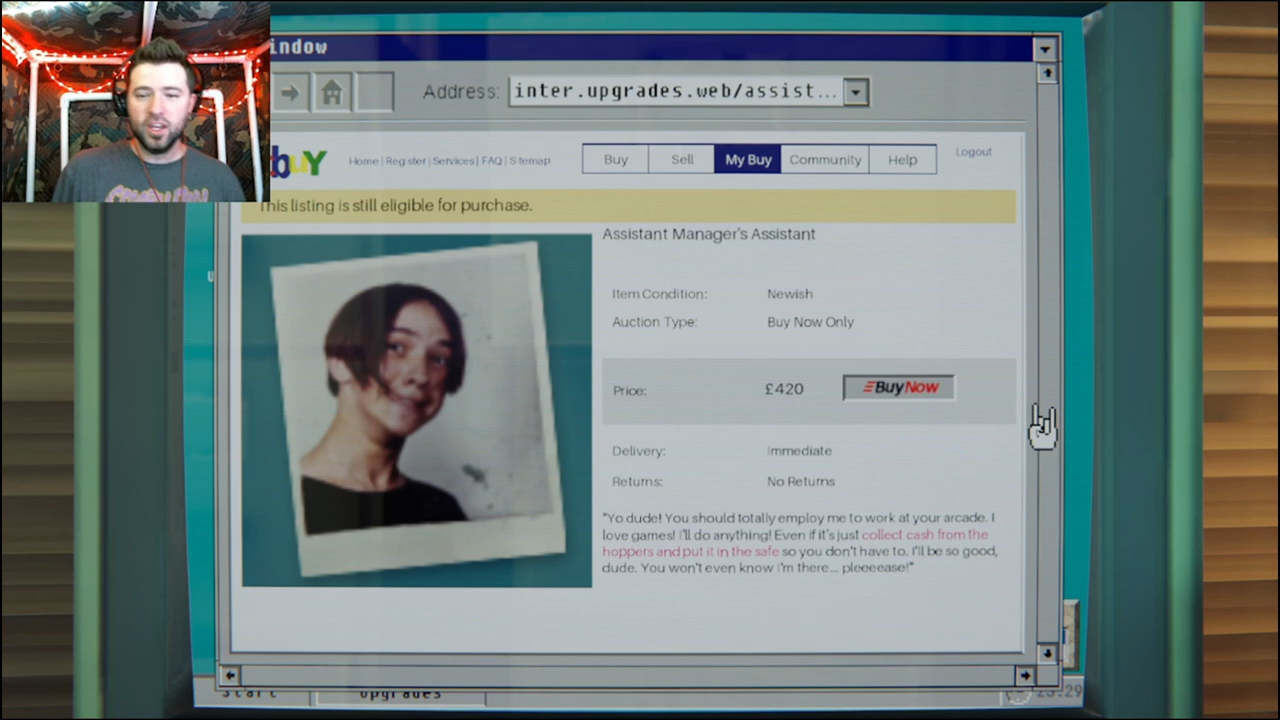 indow
Address: inter.upgrades.web/assist...
buY Home | Register | Services | FAQ | Sitemap Buy Sell My Buy Community Help Logout
This listing is still eligible for purchase.
Assistant Manager's Assistant
Item Condition: Newish
Auction Type: Buy Now Only
Price: £420 BuyNow
Delivery: Immediate
Returns: No Returns
"Yo dude! You should totally employ me to work at your arcade. I
love games! I'll do anything! Even if it's just collect cash from the
hoppers and put it in the safe so you don't have to. I'll be so good,
dude. You won't even know I'm there... pleeeease!"
Start Upgrades 23:29